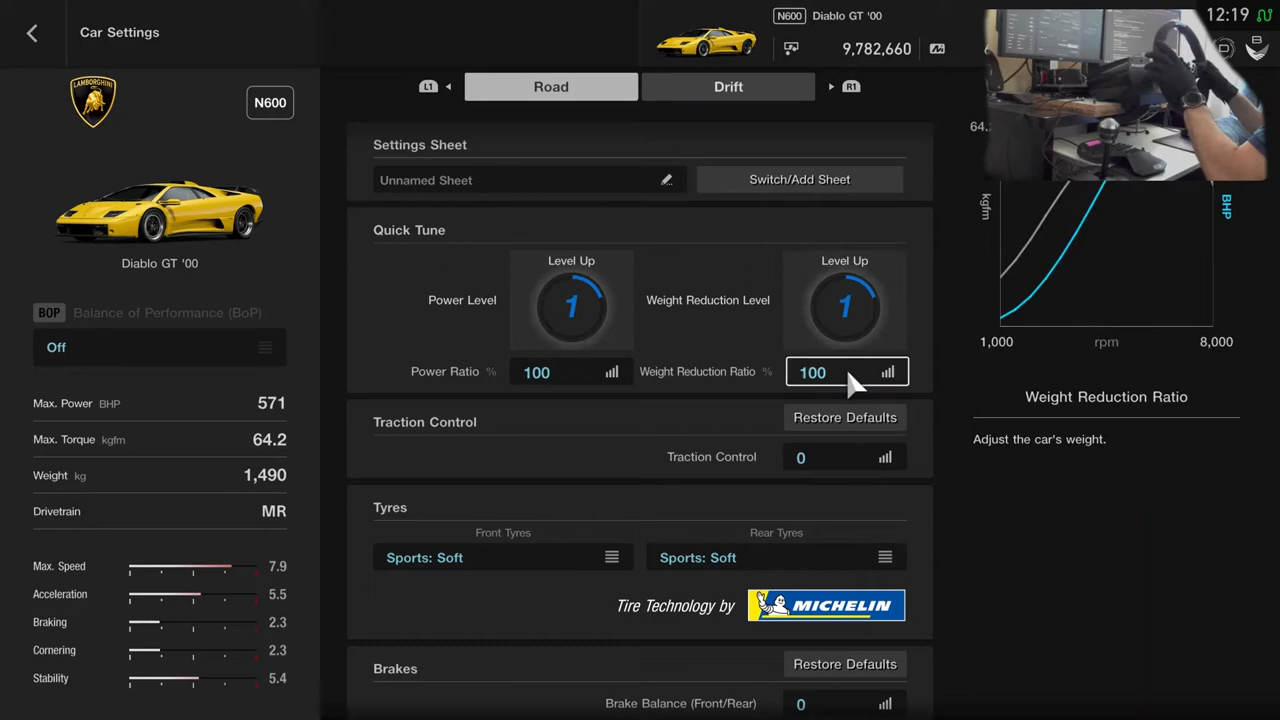 Car Settings
N600 Diablo GT '00
9,782,660
12:19
B
D
LAMBORGHINI
N600
L1
Road
Drift
R1
Settings Sheet
Unnamed Sheet
Switch/Add Sheet
64.
kgfm
BHP
Quick Tune
Level Up
Level Up
Power Level
1
Weight Reduction Level
1
Power Ratio %
100
Weight Reduction Ratio %
100
1,000
rpm
8,000
Diablo GT '00
BOP Balance of Performance (BoP)
Off
Weight Reduction Ratio
Adjust the car's weight.
Max. Power BHP 571
Max. Torque kgfm 64.2
Weight kg 1,490
Drivetrain MR
Max. Speed 7.9
Acceleration 5.5
Braking 2.3
Cornering 2.3
Stability 5.4
Traction Control
Restore Defaults
Traction Control
0
Tyres
Front Tyres
Rear Tyres
Sports: Soft
Sports: Soft
Tire Technology by
MICHELIN
Brakes
Restore Defaults
Brake Balance (Front/Rear)
0